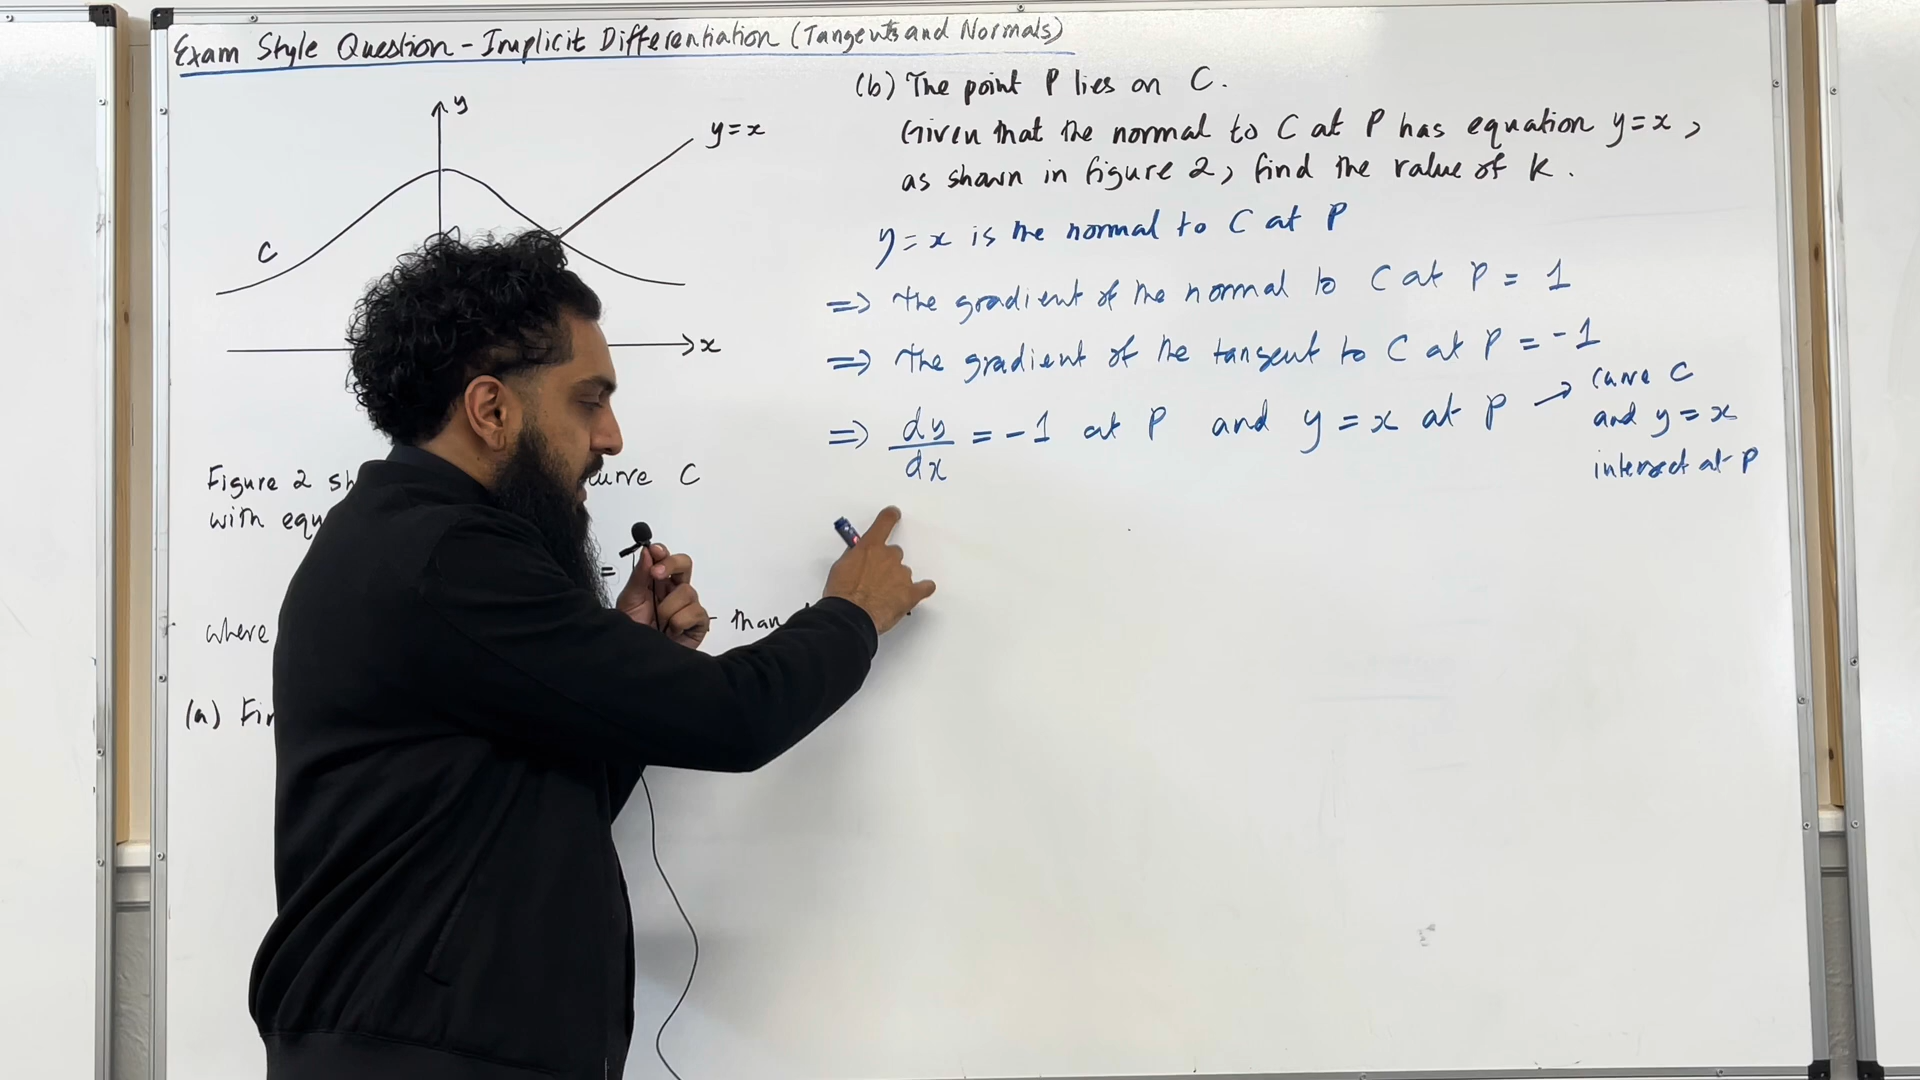 Exam Style Question - Implicit Differentiation (Tangents and Normals)
y
y=x
C
x
Figure 2 sh curve C
with equ
=
where than
(a) Fin
(b) The point P lies on C.
Given that the normal to C at P has equation y=x,
as shown in figure 2, find the value of k.
y=x is the normal to C at P
=> the gradient of the normal to C at P = 1
=> the gradient of the tangent to C at P = -1
=> dy/dx = -1 at P and y=x at P → curve C
and y=x
intersect at P